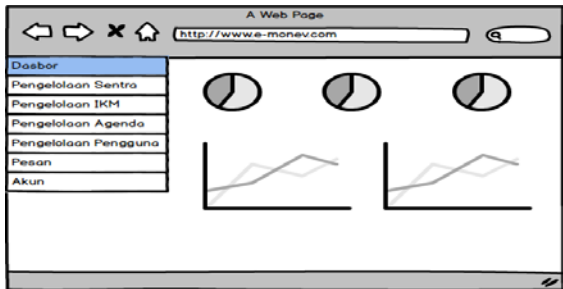 A Web Page
http://www.e-monev.com
Dasbor
Pengelolaan Sentra
Pengelolaan IKM
Pengelolaan Agenda
Pengelolaan Pengguna
Pesan
Akun